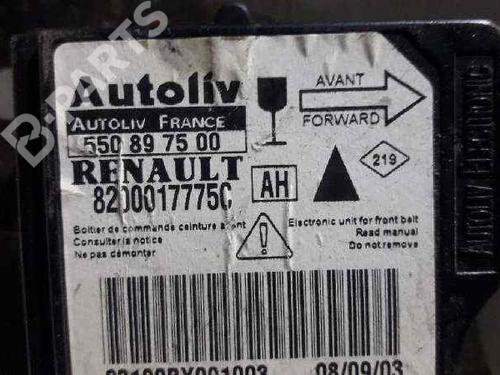 B-PARTS
Autoliv
AUTOLIV FRANCE
550 89 75 00
RENAULT
8200017775C
AH
AVANT
FORWARD
219
Boîtier de commande ceinture avant
Consulter la notice
Ne pas démonter
Electronic unit for front belt
Read manual
Do not remove
08/09/03
AUTOLIV ELECTRONIC